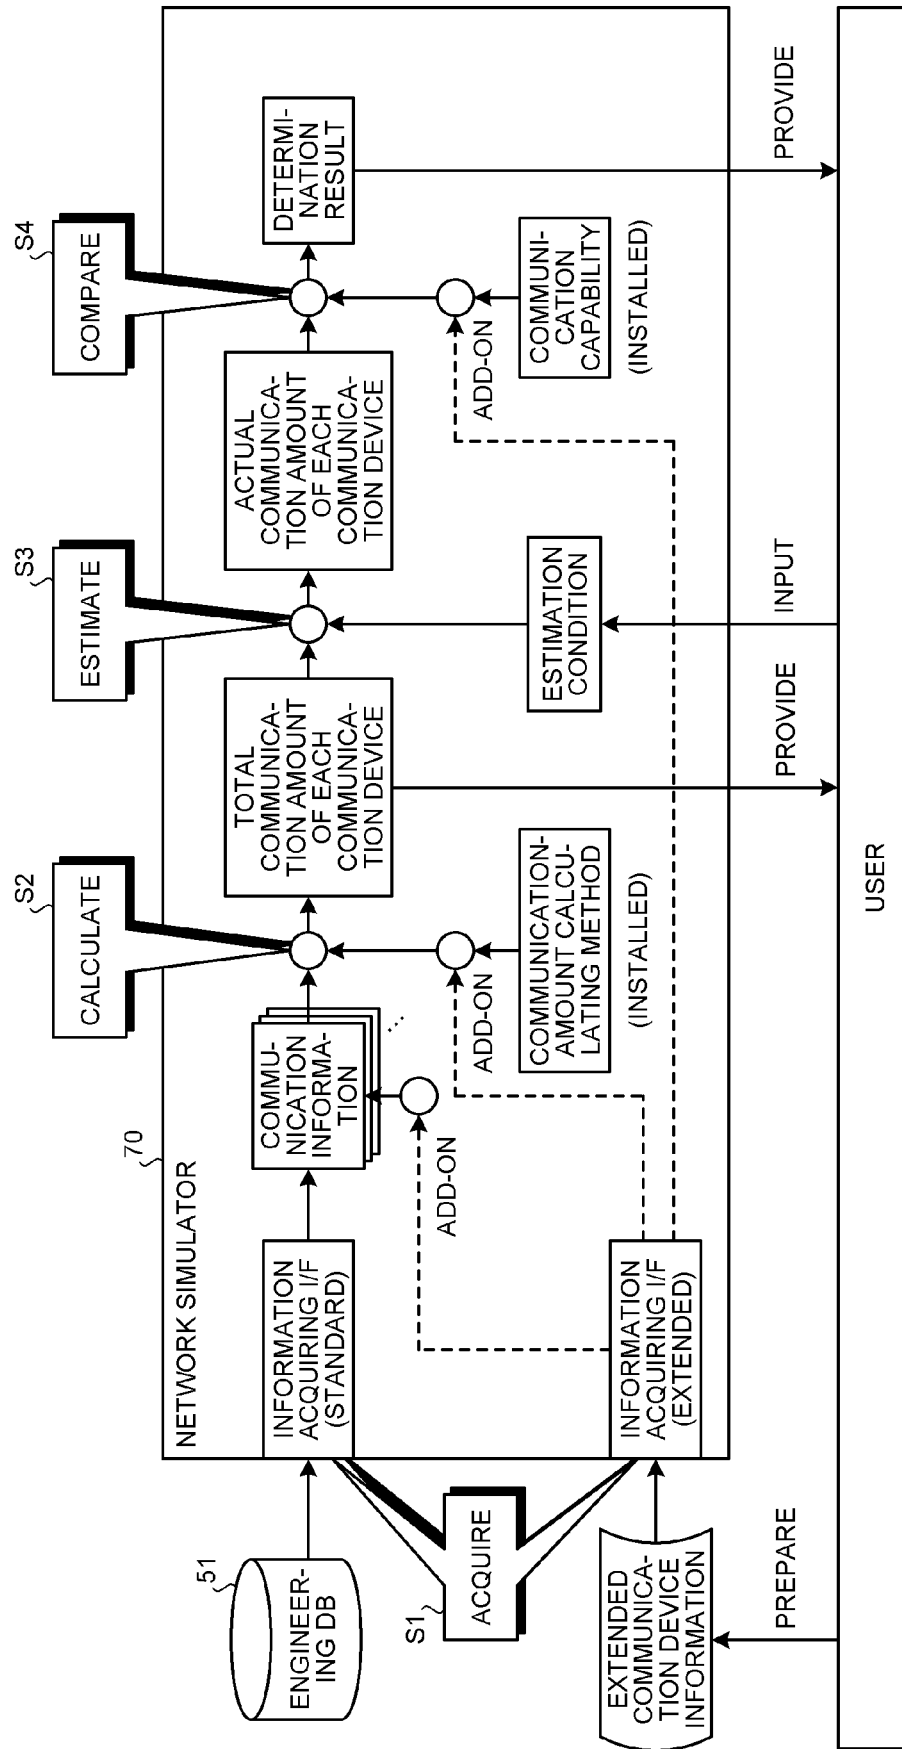 S1
ACQUIRE
S2
CALCULATE
S3
ESTIMATE
S4
COMPARE
70
NETWORK SIMULATOR
51
ENGINEER-
ING DB
INFORMATION
ACQUIRING I/F
(STANDARD)
COMMU-
NICATION
INFORMA-
TION
...
TOTAL
COMMUNICA-
TION AMOUNT
OF EACH
COMMUNICA-
TION DEVICE
ACTUAL
COMMUNICA-
TION AMOUNT
OF EACH
COMMUNICA-
TION DEVICE
DETERMI-
NATION
RESULT
ADD-ON
ADD-ON
ADD-ON
EXTENDED
COMMUNICA-
TION DEVICE
INFORMATION
INFORMATION
ACQUIRING I/F
(EXTENDED)
COMMUNICATION-
AMOUNT CALCU-
LATING METHOD
(INSTALLED)
ESTIMATION
CONDITION
COMMUNI-
CATION
CAPABILITY
(INSTALLED)
PREPARE
PROVIDE
INPUT
PROVIDE
USER